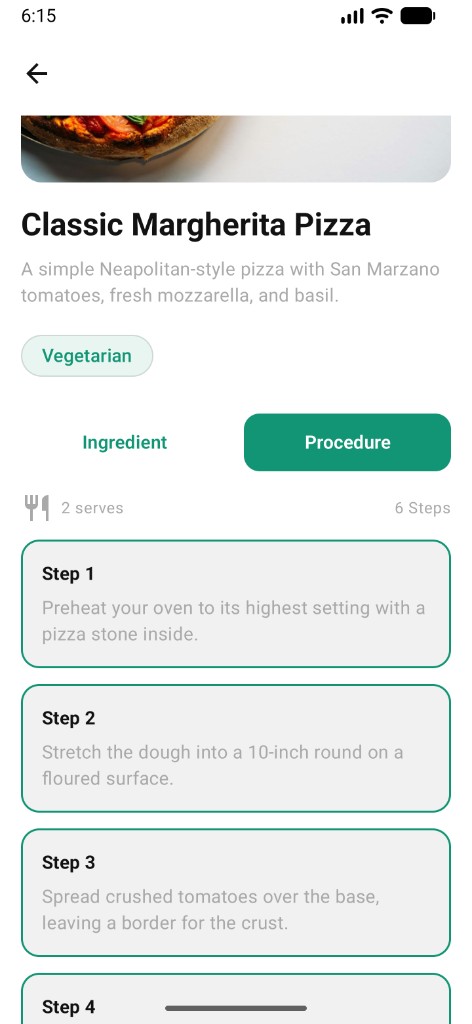 6:15
Classic Margherita Pizza
A simple Neapolitan-style pizza with San Marzano
tomatoes, fresh mozzarella, and basil.
Vegetarian
Ingredient
Procedure
2 serves
6 Steps
Step 1
Preheat your oven to its highest setting with a
pizza stone inside.
Step 2
Stretch the dough into a 10-inch round on a
floured surface.
Step 3
Spread crushed tomatoes over the base,
leaving a border for the crust.
Step 4